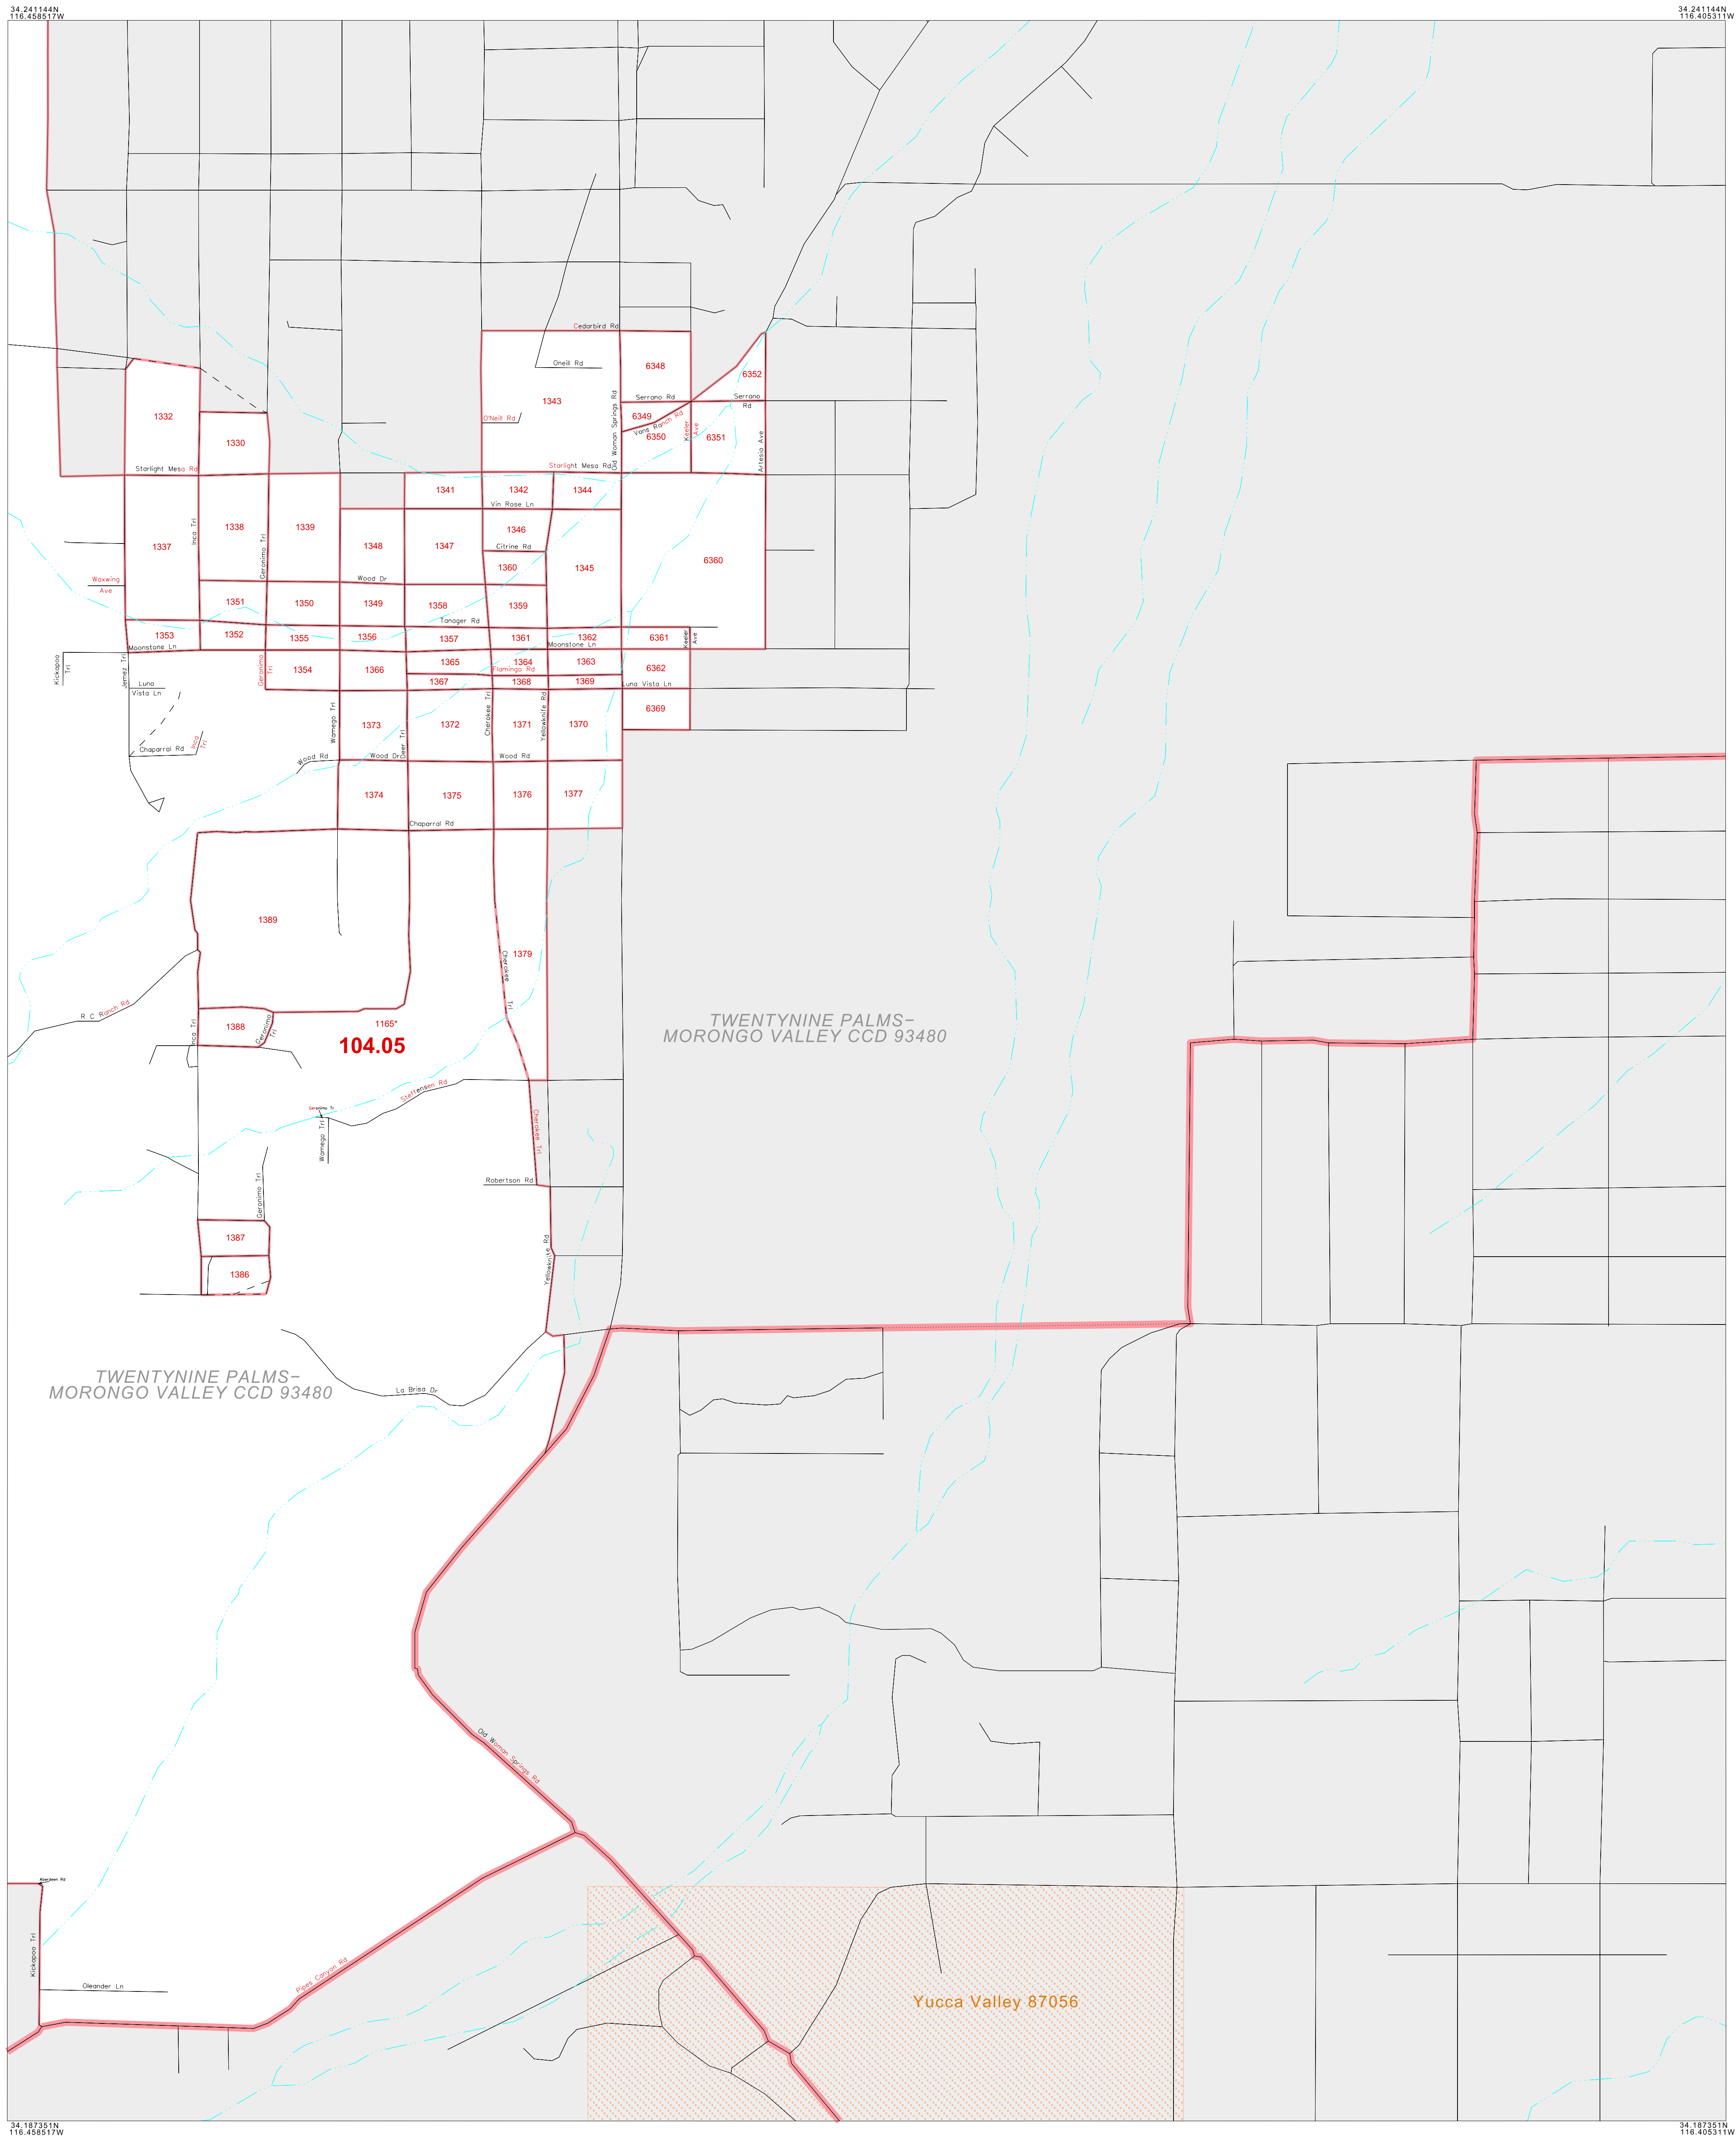 34.241144N
116.458517W
34.241144N
116.405311W
Cedarbird Rd
Oneill Rd
6348
6352
Serrano Rd
Serrano
Rd
1343
1332
O'Neill Rd
Old Woman Springs Rd
6349
Vans Ranch Rd
6350
Keeler
Ave
6351
Artesia Ave
1330
Starlight Mesa Rd
Starlight Mesa Rd
1341
1342
1344
Vin Rose Ln
Inca Trl
1338
Geronimo Trl
1339
1346
1337
1348
1347
Citrine Rd
6360
1360
1345
Waxwing
Ave
Wood Dr
1351
1350
1349
1358
1359
Tanager Rd
1353
1352
1355
1356
1357
1361
1362
6361
Keeler
Ave
Moonstone Ln
Moonstone Ln
Kickapoo
Trl
Jemez Trl
Geronimo
Trl
1354
1366
1365
1364
1363
6362
Flamingo Rd
1367
1368
1369
Luna
Vista Ln
Luna Vista Ln
6369
Wamego Trl
1373
Deer Trl
1372
Cherokee Trl
1371
Yellowknife Rd
1370
Chaparral Rd
Inca
Trl
Wood Rd
Wood Dr
Wood Rd
1374
1375
1376
1377
Chaparral Rd
1389
1379
Cherokee
Trl
R C Ranch Rd
Inca Trl
1388
Geronimo
Trl
1165*
104.05
TWENTYNINE PALMS-
MORONGO VALLEY CCD 93480
Steffensen Rd
Geronimo Tr
Wamego Trl
Cherokee Trl
Robertson Rd
Geronimo Trl
1387
1386
Yellowknife Rd
TWENTYNINE PALMS-
MORONGO VALLEY CCD 93480
La Brisa Dr
Old Woman Springs Rd
Aberdeen Rd
Kickapoo Trl
Oleander Ln
Pipes Canyon Rd
Yucca Valley 87056
34.187351N
116.458517W
34.187351N
116.405311W